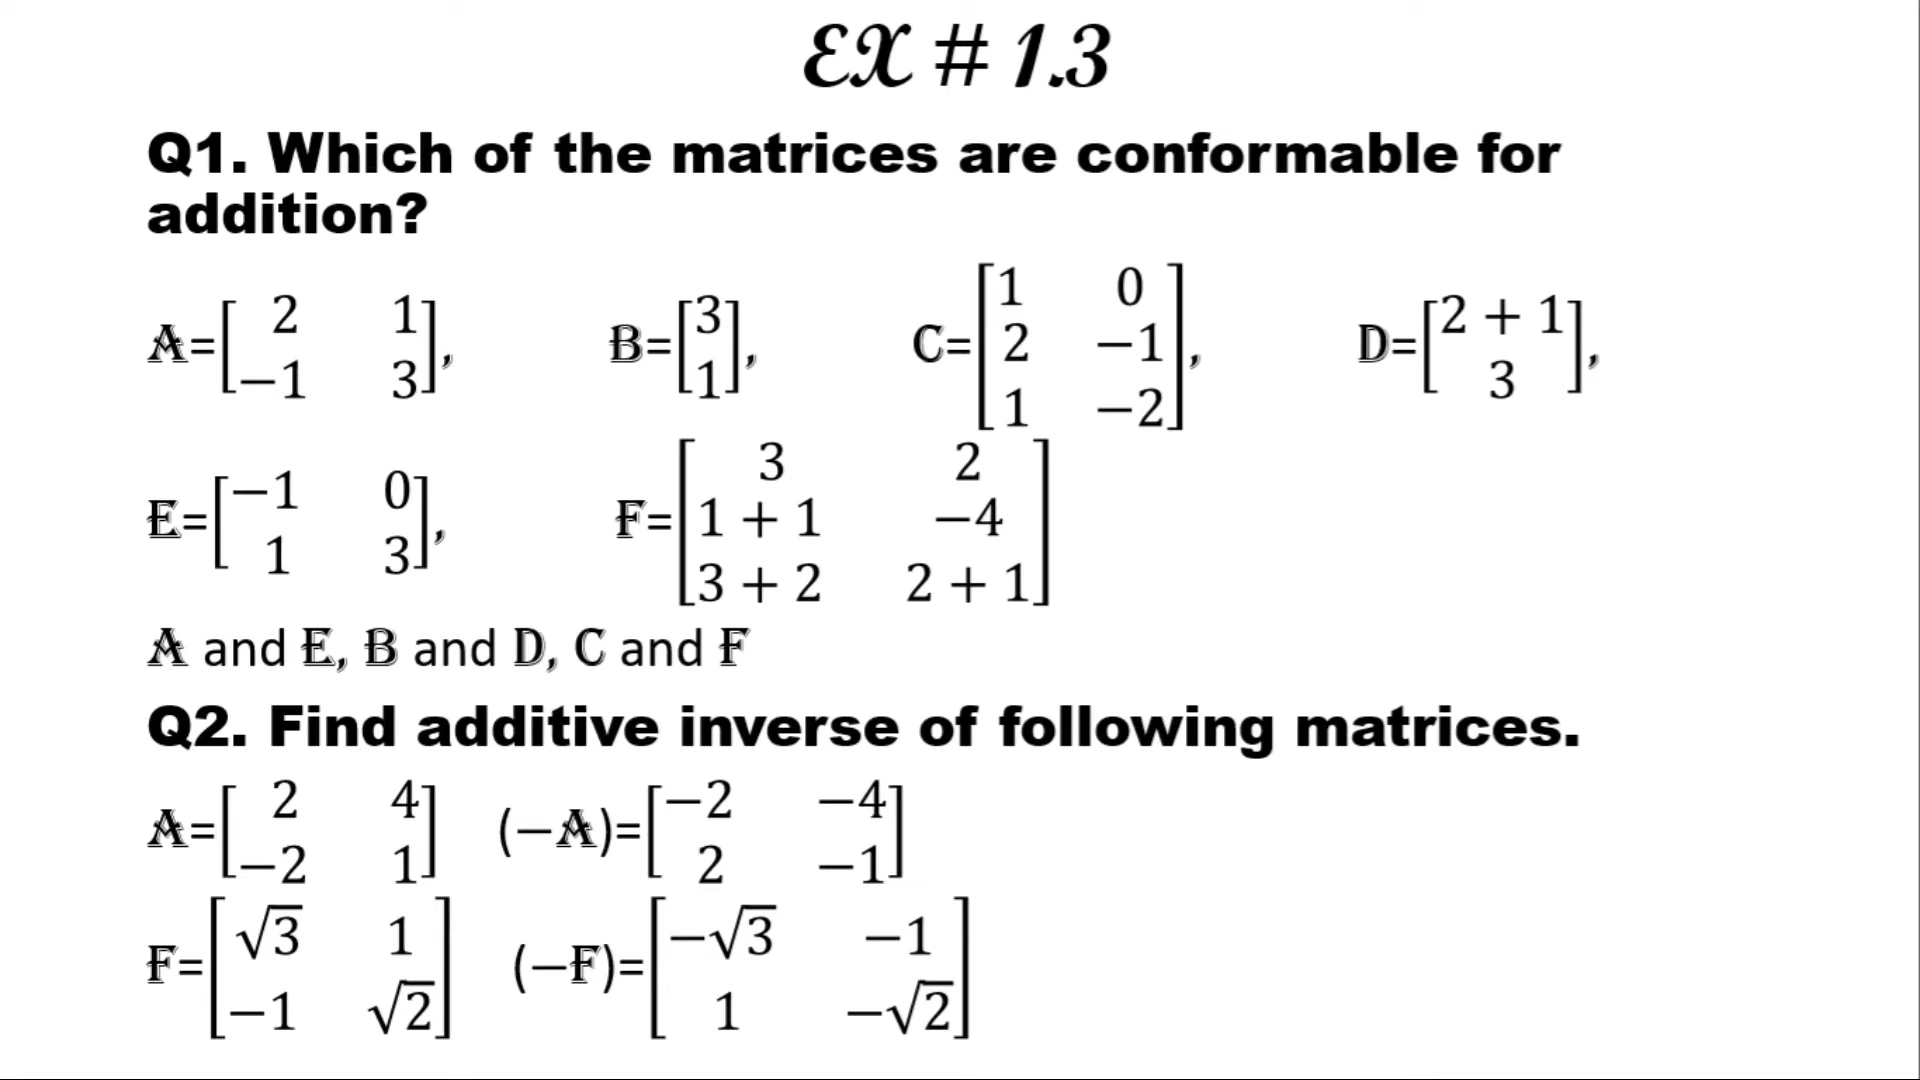 EX # 1.3
Q1. Which of the matrices are conformable for
addition?
A=[2 1; −1 3], B=[3; 1], C=[1 0; 2 −1; 1 −2], D=[2 + 1; 3],
E=[−1 0; 1 3], F=[3 2; 1 + 1 −4; 3 + 2 2 + 1]
A and E, B and D, C and F
Q2. Find additive inverse of following matrices.
A=[2 4; −2 1] (−A)=[−2 −4; 2 −1]
F=[√3 1; −1 √2] (−F)=[−√3 −1; 1 −√2]